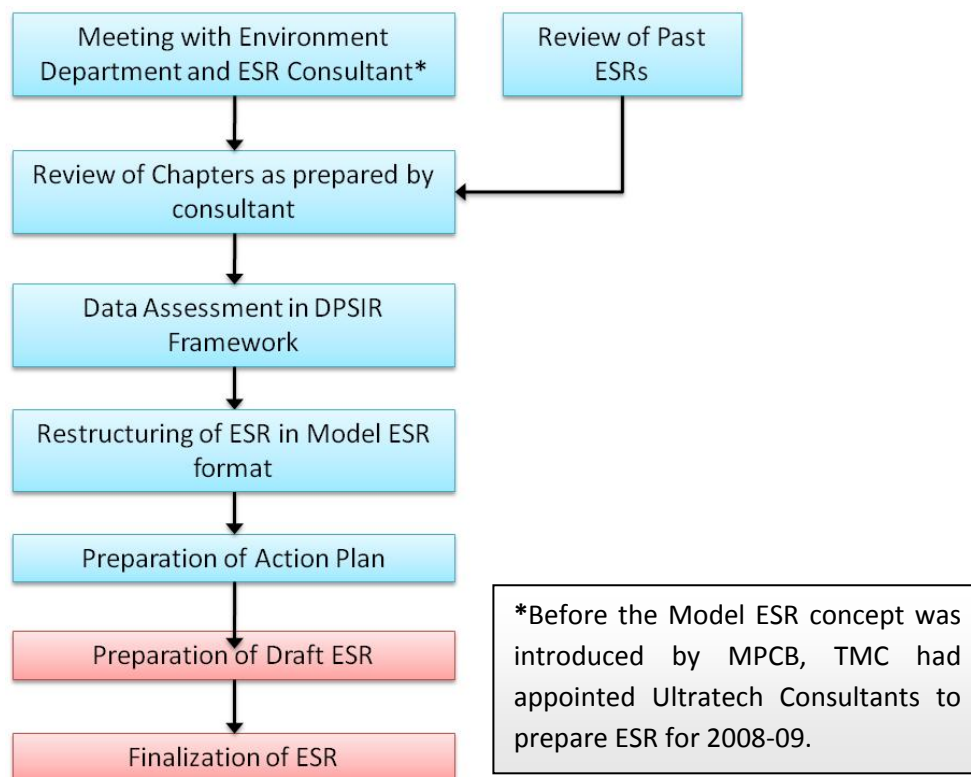 Meeting with Environment
Department and ESR Consultant*
Review of Past
ESRs
Review of Chapters as prepared by
consultant
Data Assessment in DPSIR
Framework
Restructuring of ESR in Model ESR
format
Preparation of Action Plan
Preparation of Draft ESR
Finalization of ESR
*Before the Model ESR concept was
introduced by MPCB, TMC had
appointed Ultratech Consultants to
prepare ESR for 2008-09.